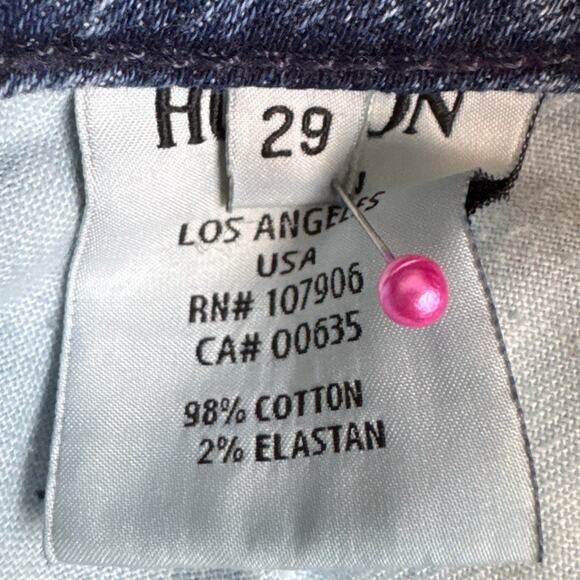 29
LOS ANGELES
USA
RN# 107906
CA# 00635
98% COTTON
2% ELASTAN